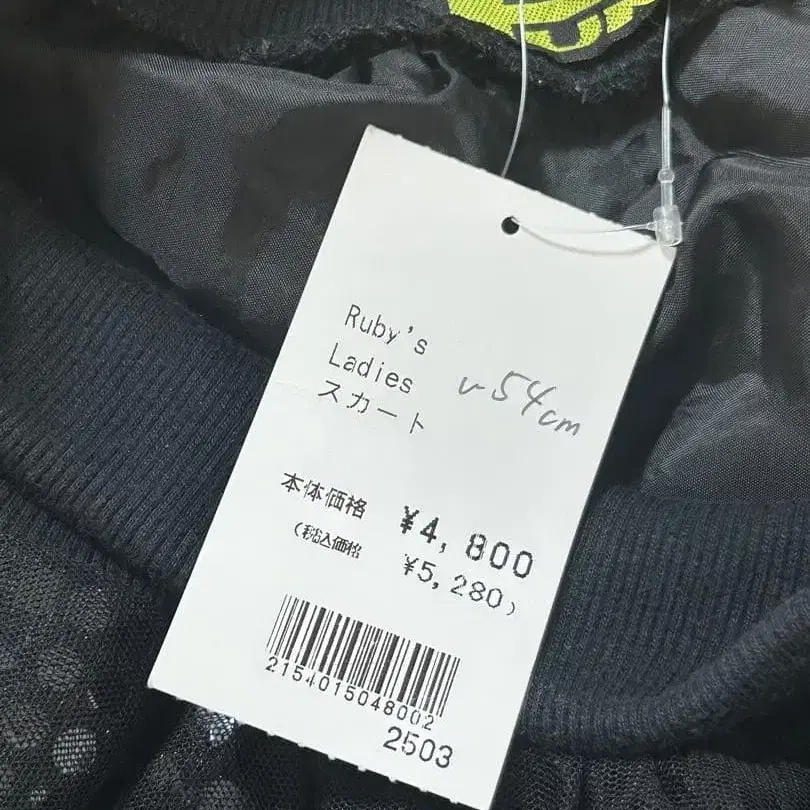 Ruby's
Ladies
スカート
54cm
本体価格 ¥4,800
(税込価格 ¥5,280)
2154015048002
2503